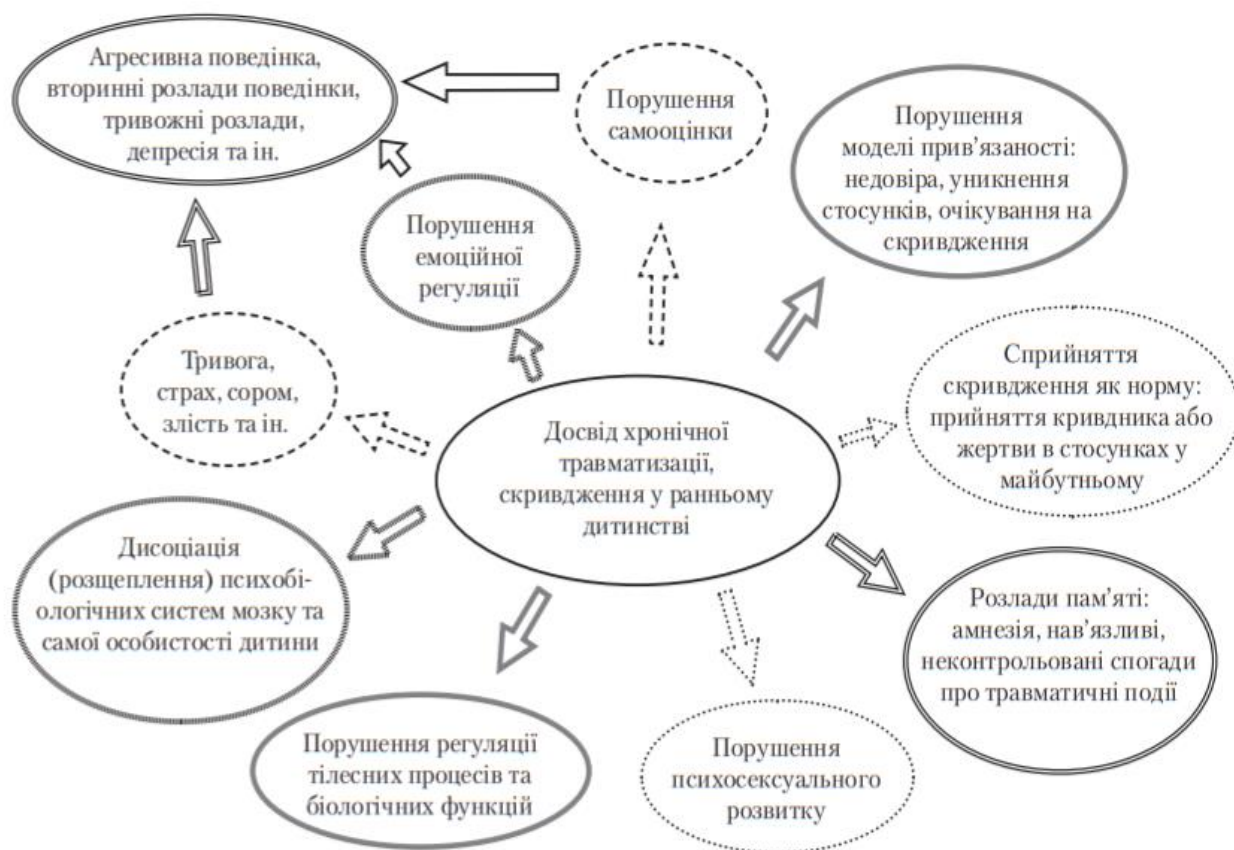 Агресивна поведінка,
вторинні розлади поведінки,
тривожні розлади,
депресія та ін.
Порушення
самооцінки
Порушення
моделі прив’язаності:
недовіра, уникнення
стосунків, очікування на
скривдження
Порушення
емоційної
регуляції
Тривога,
страх, сором,
злість та ін.
Сприйняття
скривдження як норму:
прийняття кривдника або
жертви в стосунках у
майбутньому
Досвід хронічної
травматизації,
скривдження у ранньому
дитинстві
Дисоціація
(розщеплення) психобі-
ологічних систем мозку та
самої особистості дитини
Розлади пам’яті:
амнезія, нав’язливі,
неконтрольовані спогади
про травматичні події
Порушення регуляції
тілесних процесів та
біологічних функцій
Порушення
психосексуального
розвитку